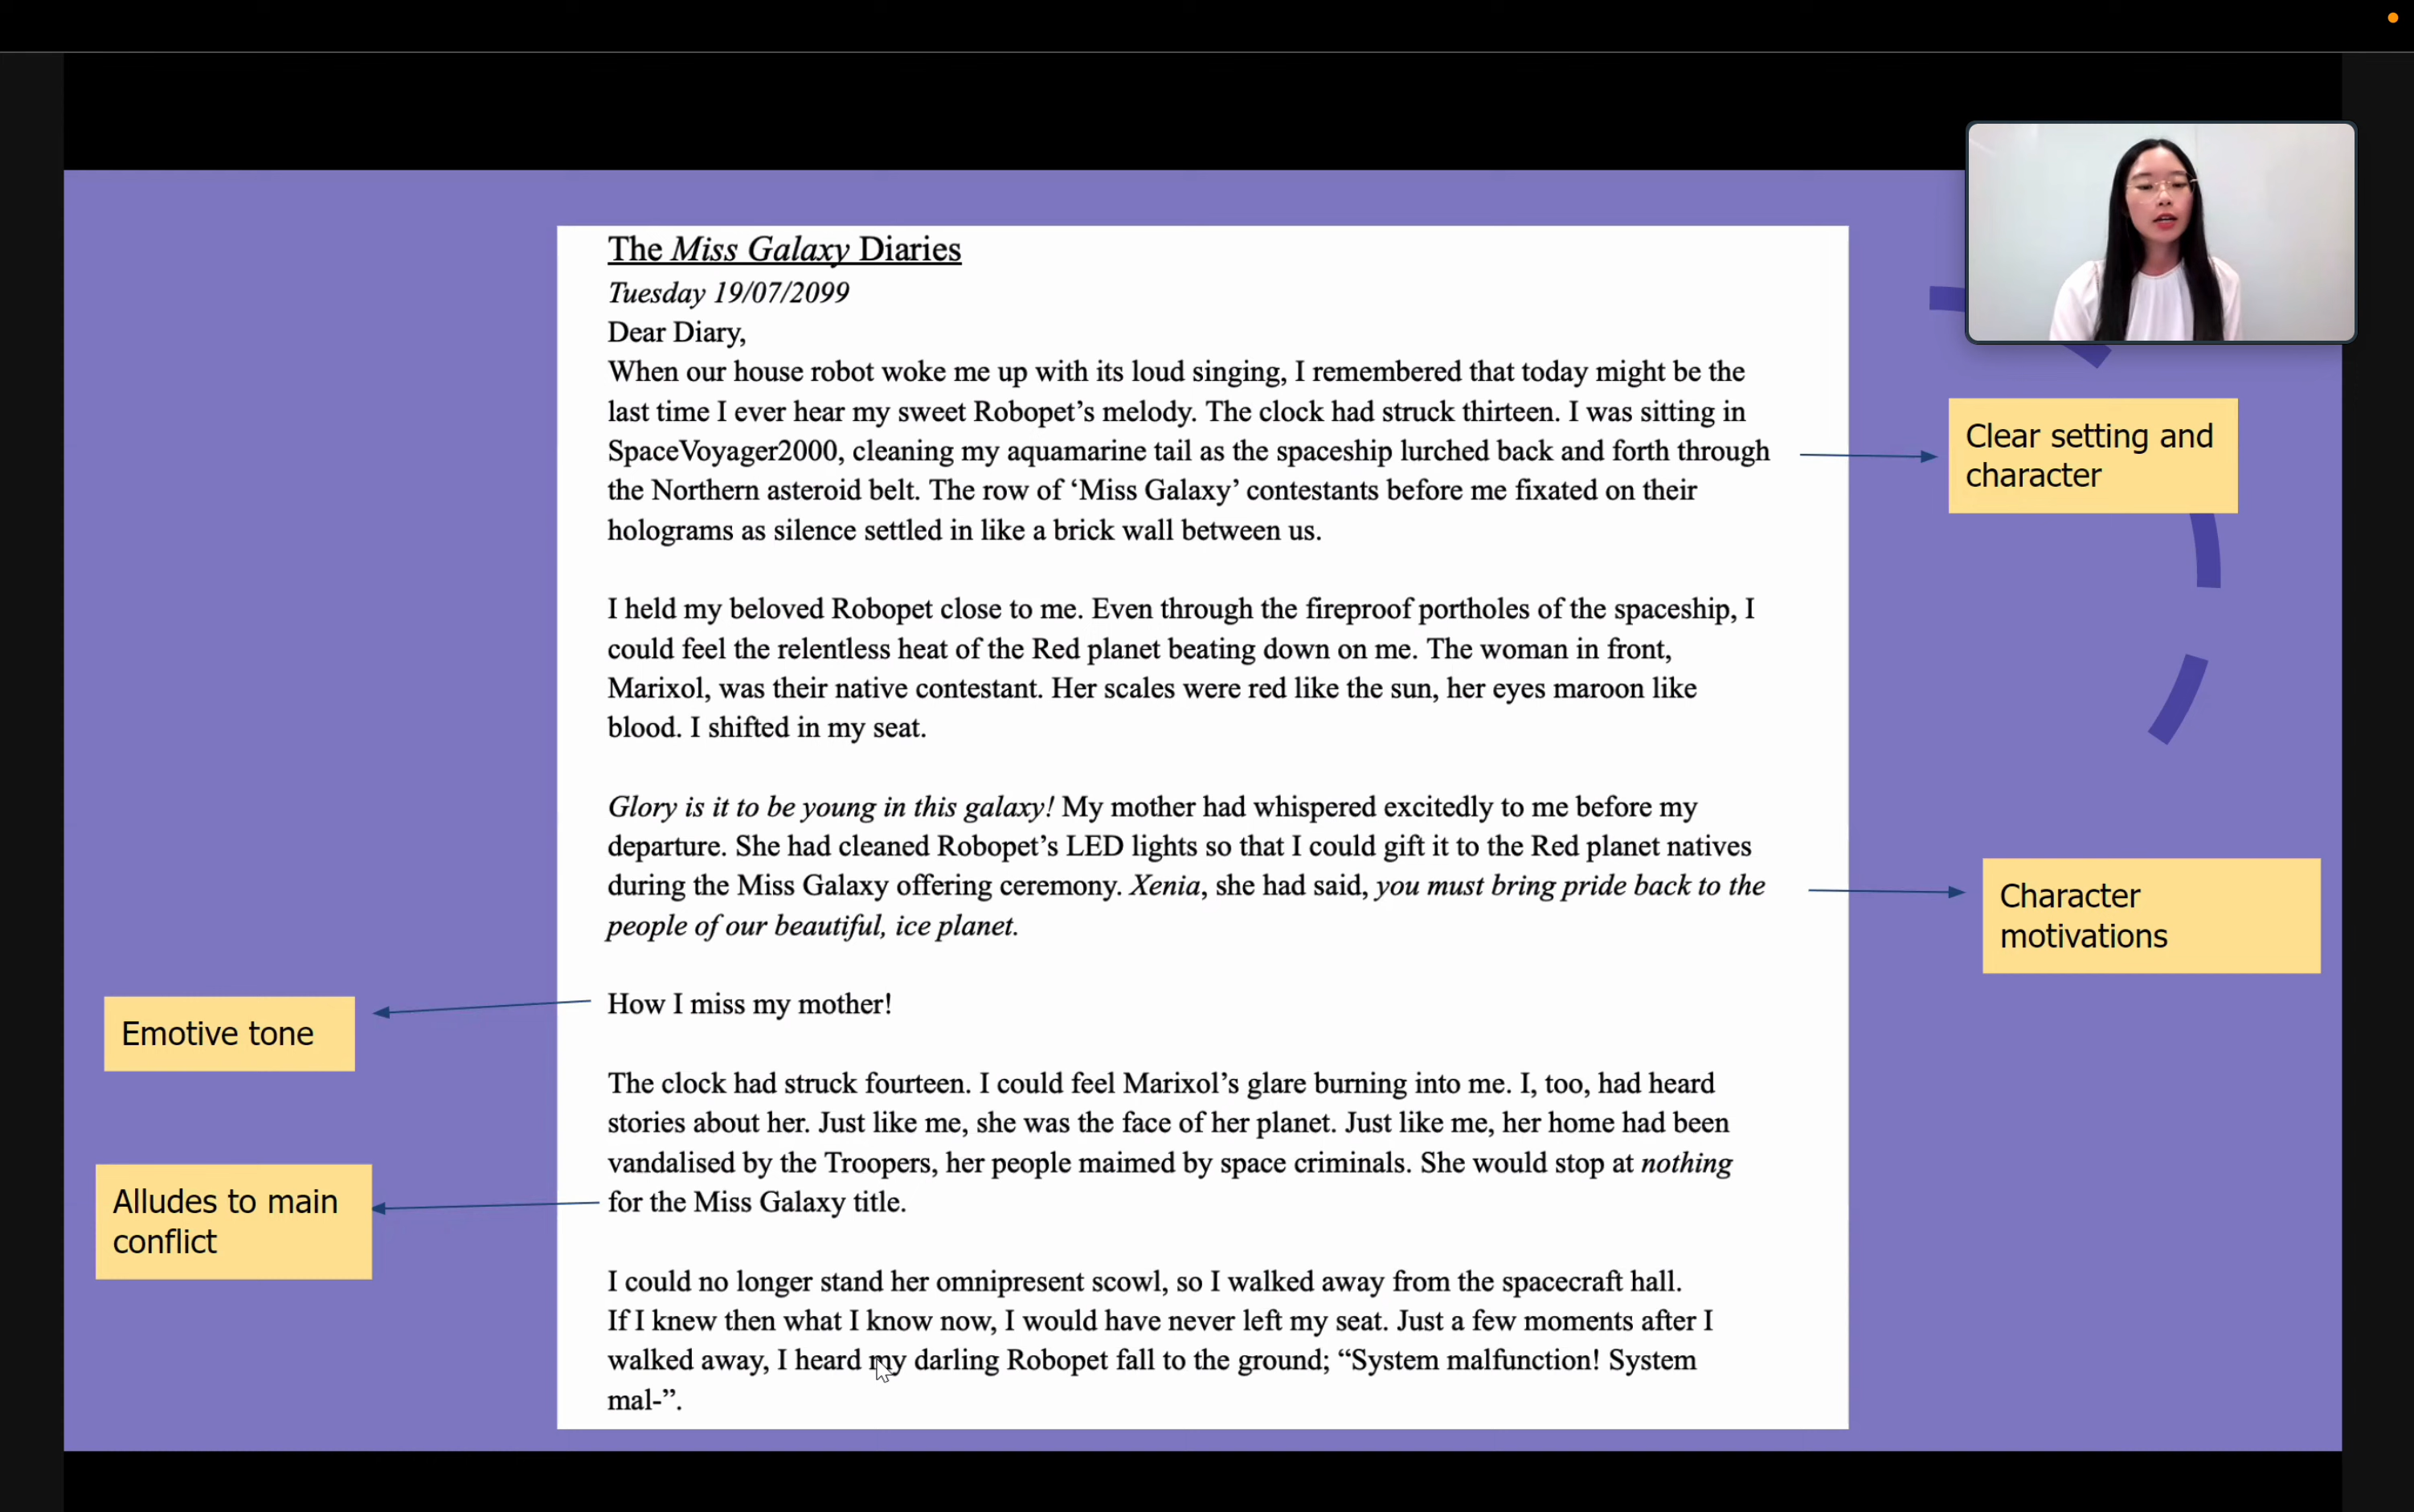 The Miss Galaxy Diaries
Tuesday 19/07/2099
Dear Diary,
When our house robot woke me up with its loud singing, I remembered that today might be the
last time I ever hear my sweet Robopet’s melody. The clock had struck thirteen. I was sitting in
SpaceVoyager2000, cleaning my aquamarine tail as the spaceship lurched back and forth through
the Northern asteroid belt. The row of ‘Miss Galaxy’ contestants before me fixated on their
holograms as silence settled in like a brick wall between us.
Clear setting and
character
I held my beloved Robopet close to me. Even through the fireproof portholes of the spaceship, I
could feel the relentless heat of the Red planet beating down on me. The woman in front,
Marixol, was their native contestant. Her scales were red like the sun, her eyes maroon like
blood. I shifted in my seat.
Glory is it to be young in this galaxy! My mother had whispered excitedly to me before my
departure. She had cleaned Robopet’s LED lights so that I could gift it to the Red planet natives
during the Miss Galaxy offering ceremony. Xenia, she had said, you must bring pride back to the
people of our beautiful, ice planet.
Character
motivations
How I miss my mother!
Emotive tone
The clock had struck fourteen. I could feel Marixol’s glare burning into me. I, too, had heard
stories about her. Just like me, she was the face of her planet. Just like me, her home had been
vandalised by the Troopers, her people maimed by space criminals. She would stop at nothing
for the Miss Galaxy title.
Alludes to main
conflict
I could no longer stand her omnipresent scowl, so I walked away from the spacecraft hall.
If I knew then what I know now, I would have never left my seat. Just a few moments after I
walked away, I heard my darling Robopet fall to the ground; “System malfunction! System
mal-”.